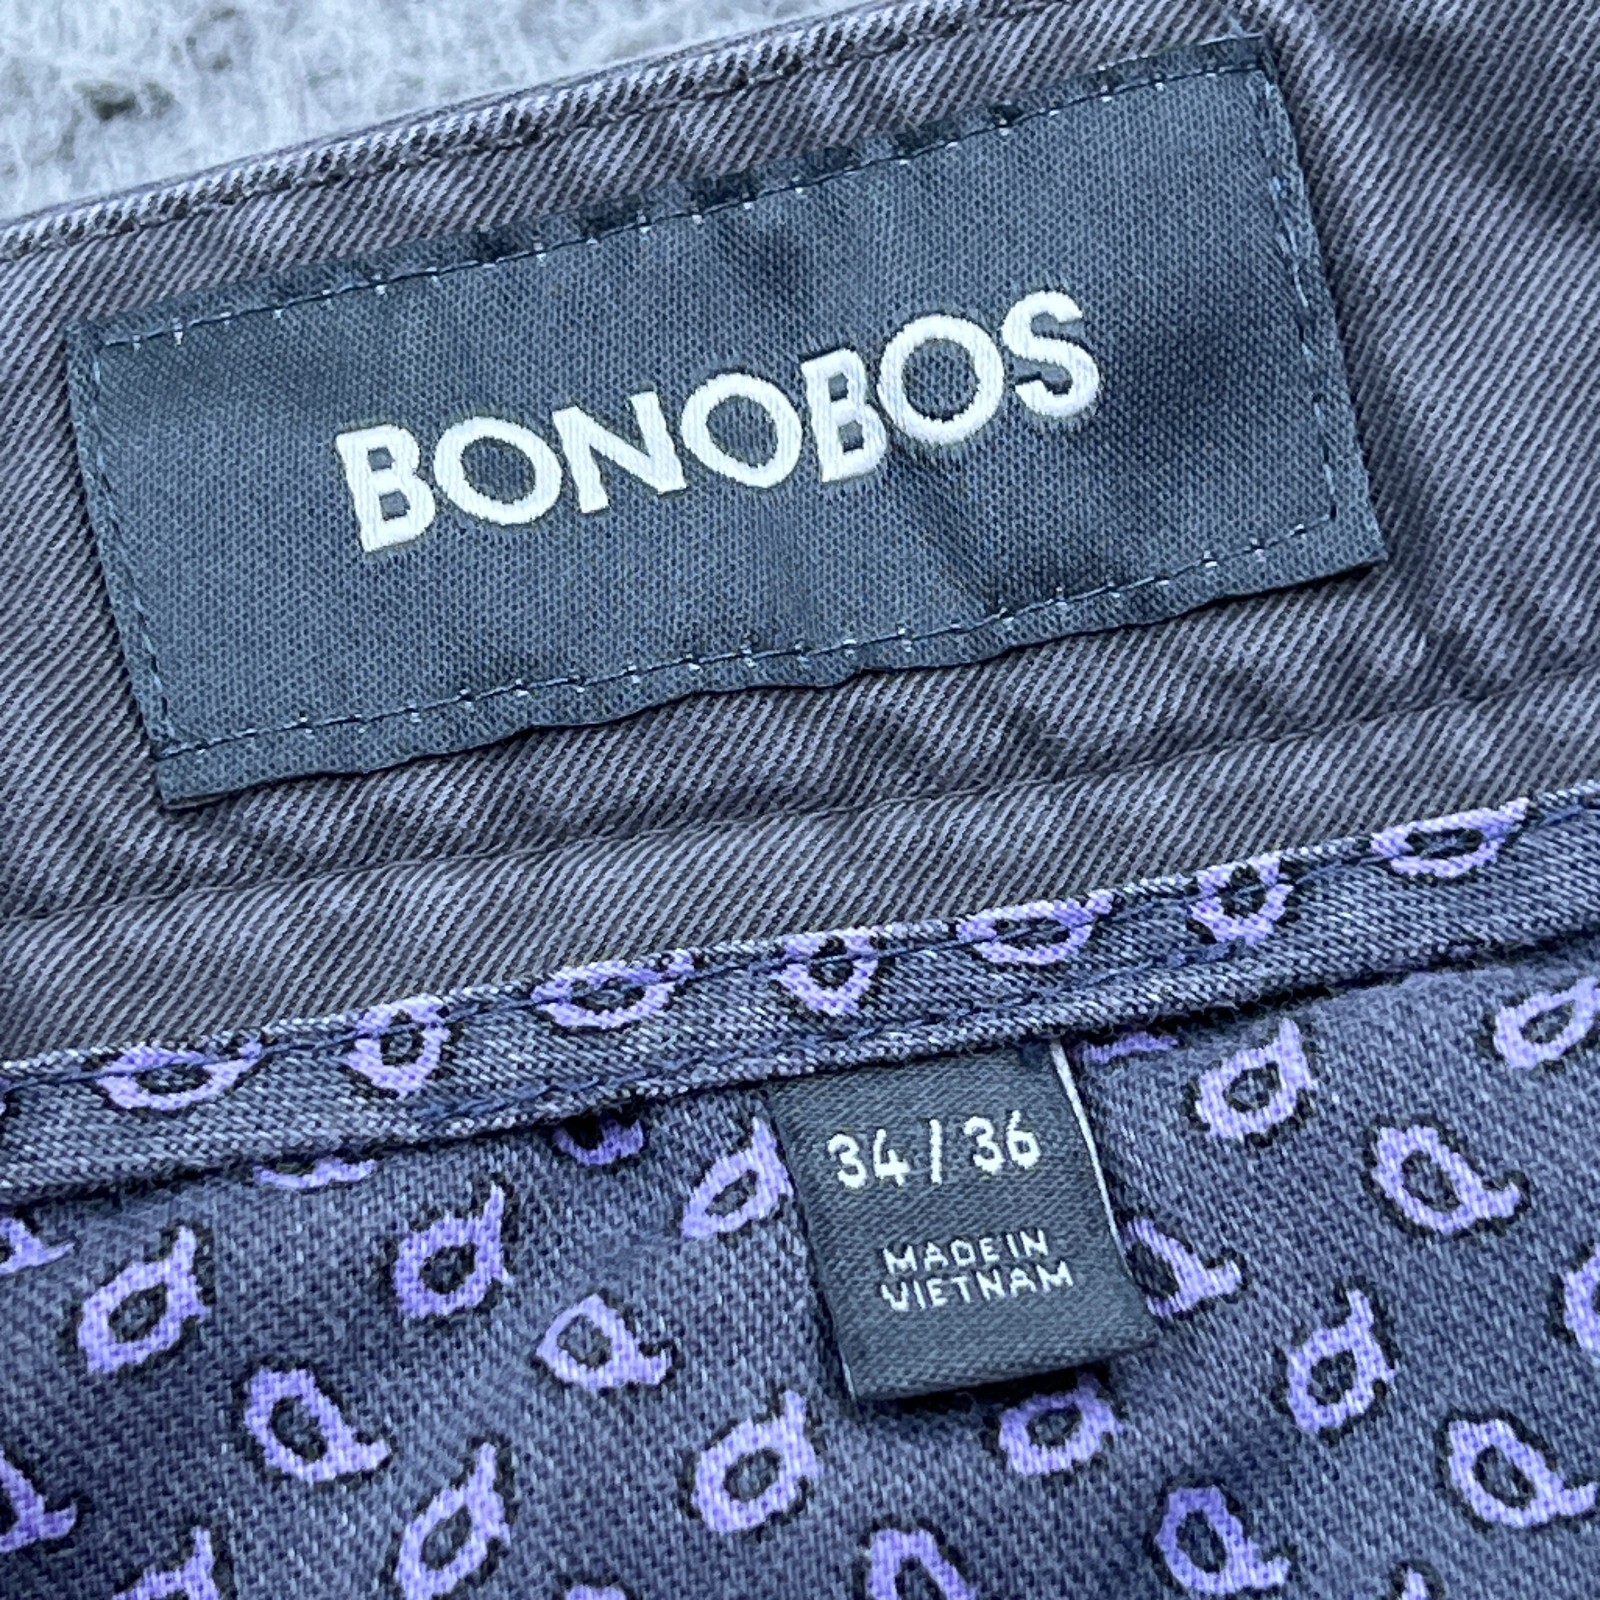 BONOBOS
34 / 36
MADE IN
VIETNAM